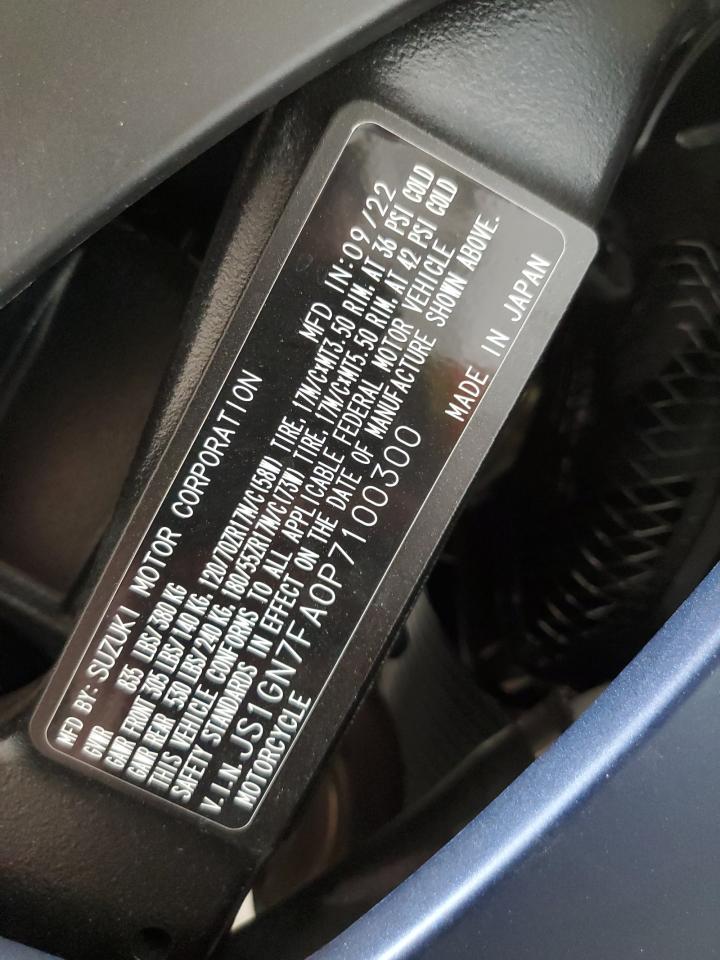 MFD BY: SUZUKI MOTOR CORPORATION MFD IN: 09/22
GWR 835 LBS/ 380 KG
GAWR FRONT 305 LBS/140 KG, 120/70ZR17M/C(58W) TIRE, 17M/CxMT3.50 RIM, AT 36 PSI COLD
GAWR REAR 530 LBS/240 KG, 180/55ZR17M/C(73W) TIRE, 17M/CxMT5.50 RIM, AT 42 PSI COLD
THIS VEHICLE CONFORMS TO ALL APPLICABLE FEDERAL MOTOR VEHICLE
SAFETY STANDARDS IN EFFECT ON THE DATE OF MANUFACTURE SHOWN ABOVE.
V.I.N. JS1GN7FA0P7100300
MOTORCYCLE MADE IN JAPAN